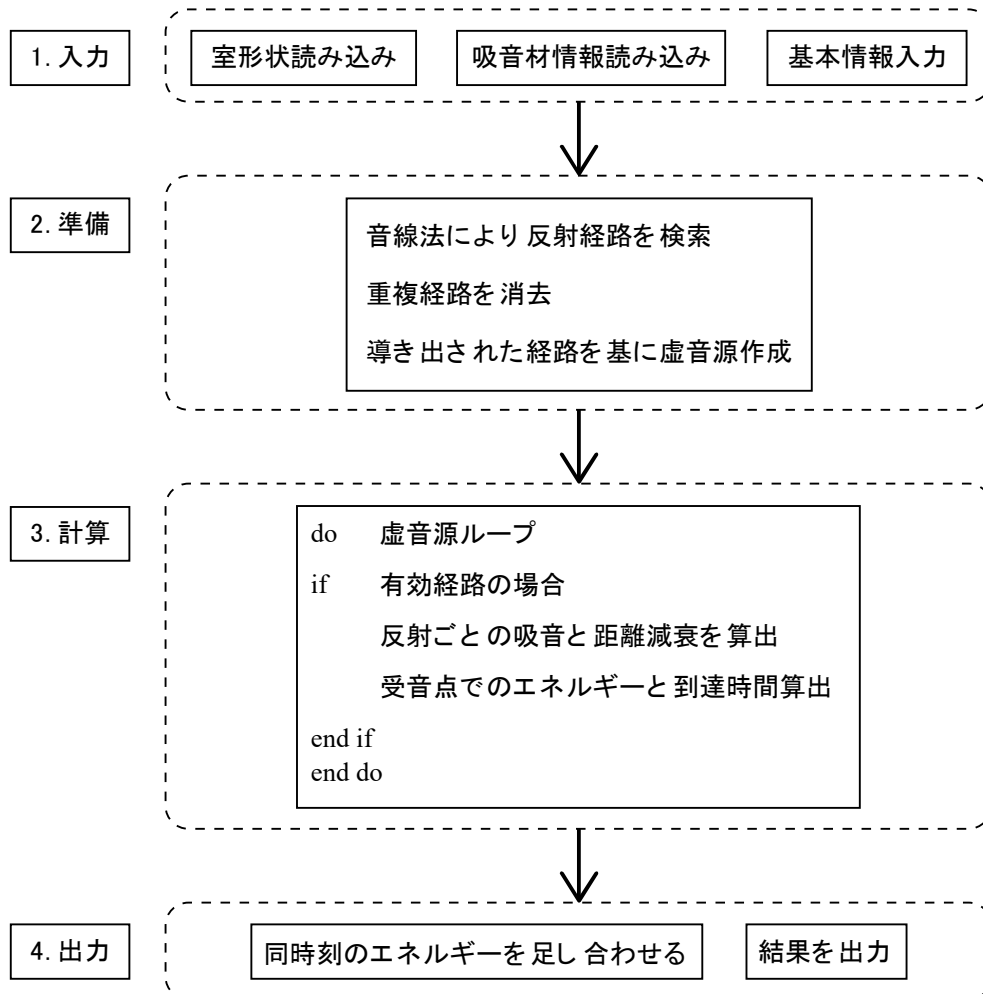 1. 入力
室形状読み込み
吸音材情報読み込み
基本情報入力
2. 準備
音線法により反射経路を検索
重複経路を消去
導き出された経路を基に虚音源作成
3. 計算
do 虚音源ループ
if 有効経路の場合
反射ごとの吸音と距離減衰を算出
受音点でのエネルギーと到達時間算出
end if
end do
4. 出力
同時刻のエネルギーを足し合わせる
結果を出力